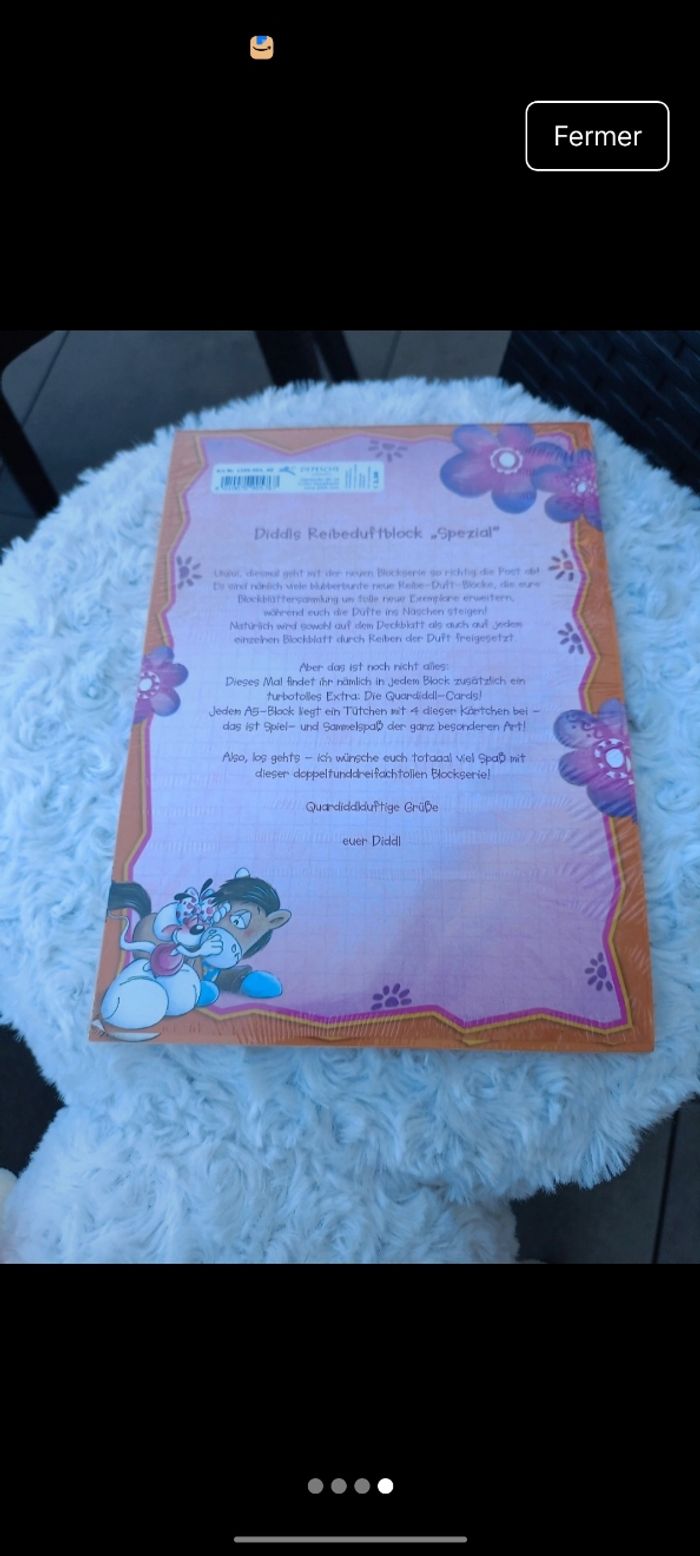 Fermer
DEPESCHE
Diddls Reibeduftblock „Spezial“
diesmal geht mit der neuen Blockserie so richtig die Post ab!
Es sind nämlich viele blubberbunte neue Reibe-Duft-Blöcke, die eure
Blockblättersammlung um tolle neue Exemplare erweitern,
während euch die Düfte ins Näschen steigen!
Natürlich wird sowohl auf dem Deckblatt als auch auf jedem
einzelnen Blockblatt durch Reiben der Duft freigesetzt.
Aber das ist noch nicht alles:
Dieses Mal findet ihr nämlich in jedem Block zusätzlich ein
turbotolles Extra: Die Quardiddl-Cards!
Jedem A5-Block liegt ein Tütchen mit 4 dieser Kärtchen bei –
das ist Spiel- und Sammelspaß der ganz besonderen Art!
Also, los gehts – ich wünsche euch totaaal viel Spaß mit
dieser doppeltunddreifachtollen Blockserie!
Quardiddlduftige Grüße
euer Diddl